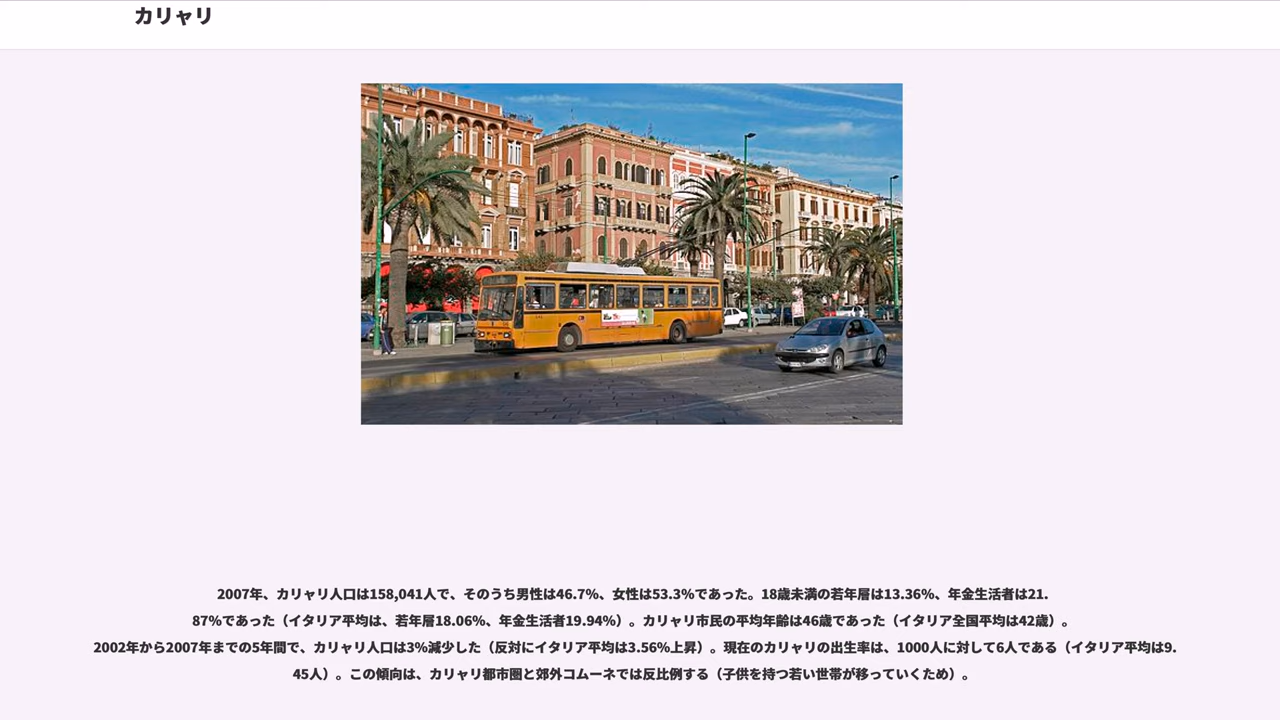 カリャリ
2007年、カリャリ人口は158,041人で、そのうち男性は46.7%、女性は53.3%であった。18歳未満の若年層は13.36%、年金生活者は21.
87%であった（イタリア平均は、若年層18.06%、年金生活者19.94%）。カリャリ市民の平均年齢は46歳であった（イタリア全国平均は42歳）。
2002年から2007年までの5年間で、カリャリ人口は3%減少した（反対にイタリア平均は3.56%上昇）。現在のカリャリの出生率は、1000人に対して6人である（イタリア平均は9.
45人）。この傾向は、カリャリ都市圏と郊外コムーネでは反比例する（子供を持つ若い世帯が移っていくため）。